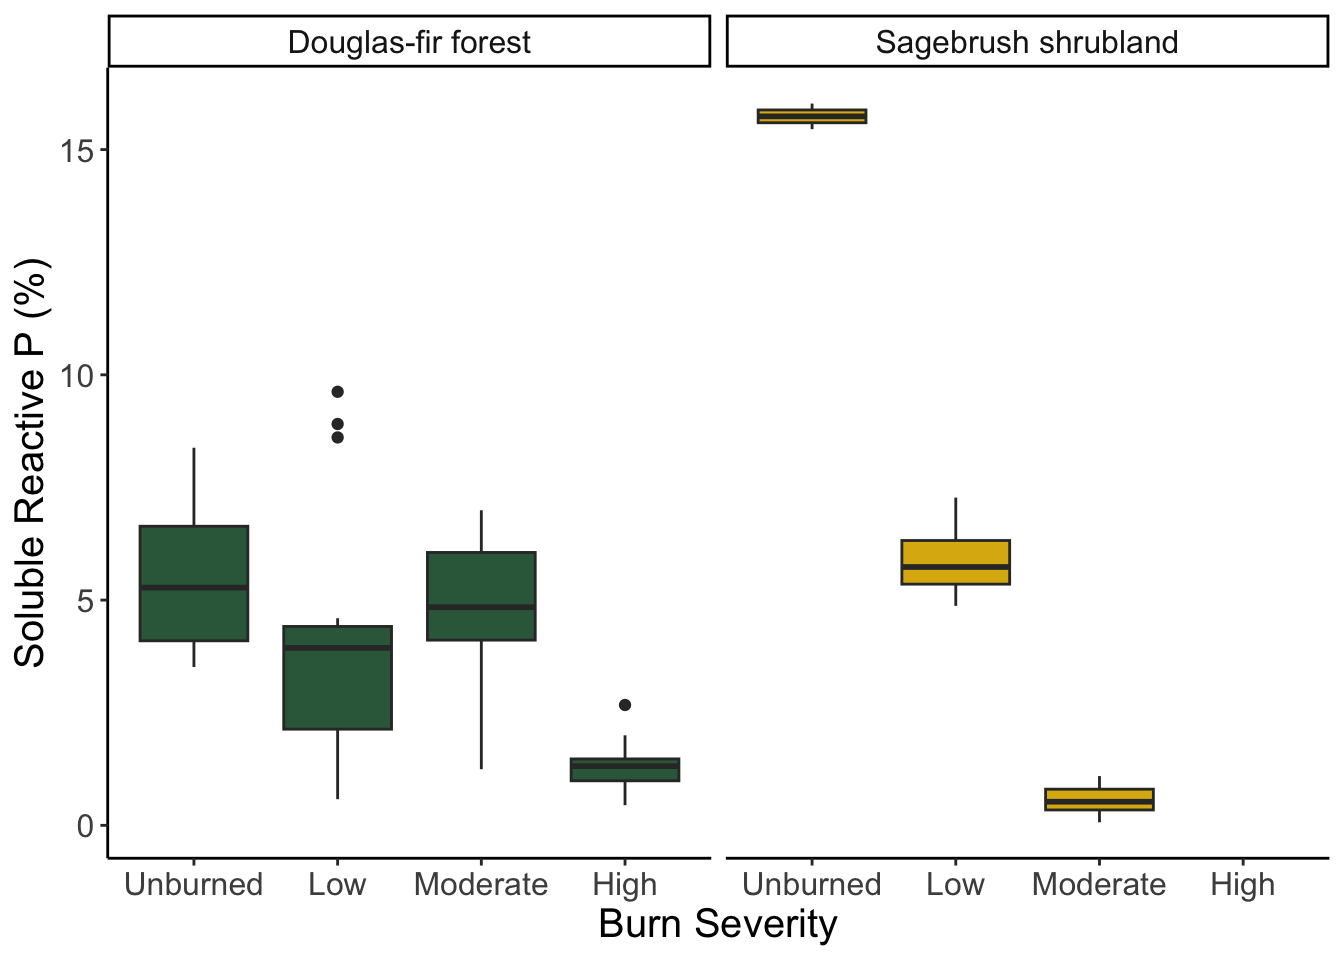 Douglas-fir forest
Sagebrush shrubland
Soluble Reactive P (%)
15
10
5
0
Unburned Low Moderate High
Unburned Low Moderate High
Burn Severity